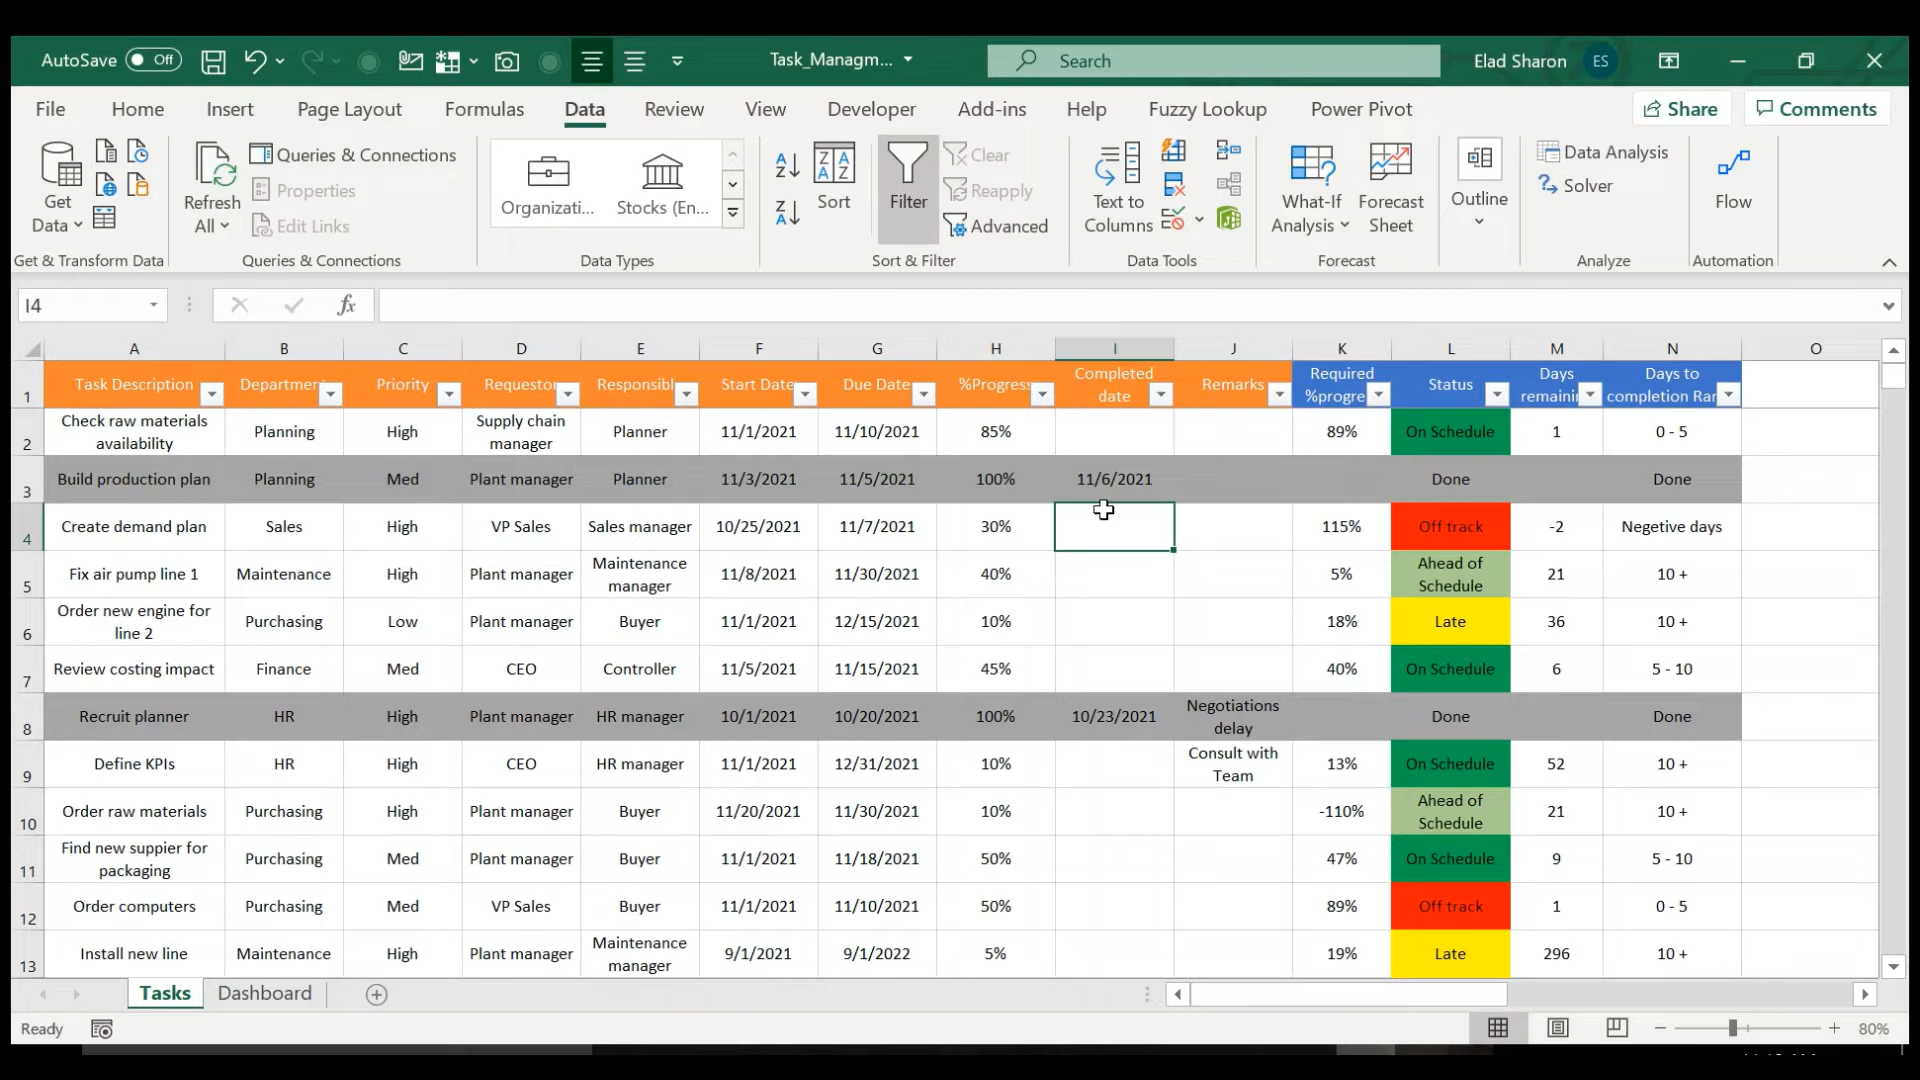 AutoSave Off Task_Managm... Search Elad Sharon ES
File Home Insert Page Layout Formulas Data Review View Developer Add-ins Help Fuzzy Lookup Power Pivot Share Comments
Get Data
Refresh All
Queries & Connections
Properties
Edit Links
Organizati... Stocks (En...
Sort
Filter
Clear
Reapply
Advanced
Text to Columns
What-If Analysis
Forecast Sheet
Outline
Data Analysis
Solver
Flow
Get & Transform Data Queries & Connections Data Types Sort & Filter Data Tools Forecast Analyze Automation
I4 fx
A B C D E F G H I J K L M N O
1 Task Description Departmen Priority Requesto Responsibl Start Date Due Date %Progress Completed date Remarks Required %progre Status Days remainin Days to completion Ran
2 Check raw materials availability Planning High Supply chain manager Planner 11/1/2021 11/10/2021 85% 89% On Schedule 1 0 - 5
3 Build production plan Planning Med Plant manager Planner 11/3/2021 11/5/2021 100% 11/6/2021 Done Done
4 Create demand plan Sales High VP Sales Sales manager 10/25/2021 11/7/2021 30% 115% Off track -2 Negetive days
5 Fix air pump line 1 Maintenance High Plant manager Maintenance manager 11/8/2021 11/30/2021 40% 5% Ahead of Schedule 21 10 +
6 Order new engine for line 2 Purchasing Low Plant manager Buyer 11/1/2021 12/15/2021 10% 18% Late 36 10 +
7 Review costing impact Finance Med CEO Controller 11/5/2021 11/15/2021 45% 40% On Schedule 6 5 - 10
8 Recruit planner HR High Plant manager HR manager 10/1/2021 10/20/2021 100% 10/23/2021 Negotiations delay Done Done
9 Define KPIs HR High CEO HR manager 11/1/2021 12/31/2021 10% Consult with Team 13% On Schedule 52 10 +
10 Order raw materials Purchasing High Plant manager Buyer 11/20/2021 11/30/2021 10% -110% Ahead of Schedule 21 10 +
11 Find new suppier for packaging Purchasing Med Plant manager Buyer 11/1/2021 11/18/2021 50% 47% On Schedule 9 5 - 10
12 Order computers Purchasing Med VP Sales Buyer 11/1/2021 11/10/2021 50% 89% Off track 1 0 - 5
13 Install new line Maintenance High Plant manager Maintenance manager 9/1/2021 9/1/2022 5% 19% Late 296 10 +
Tasks Dashboard
Ready 80%